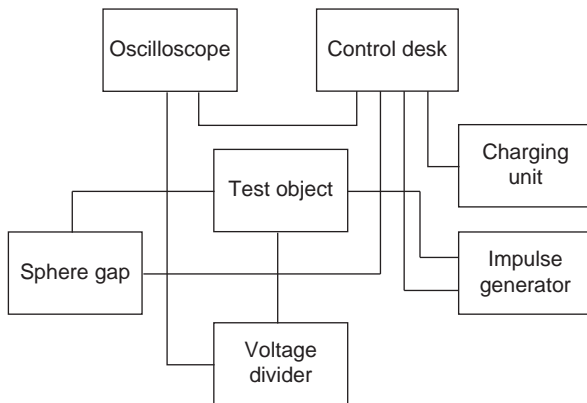 Oscilloscope
Control desk
Charging
unit
Test object
Sphere gap
Impulse
generator
Voltage
divider